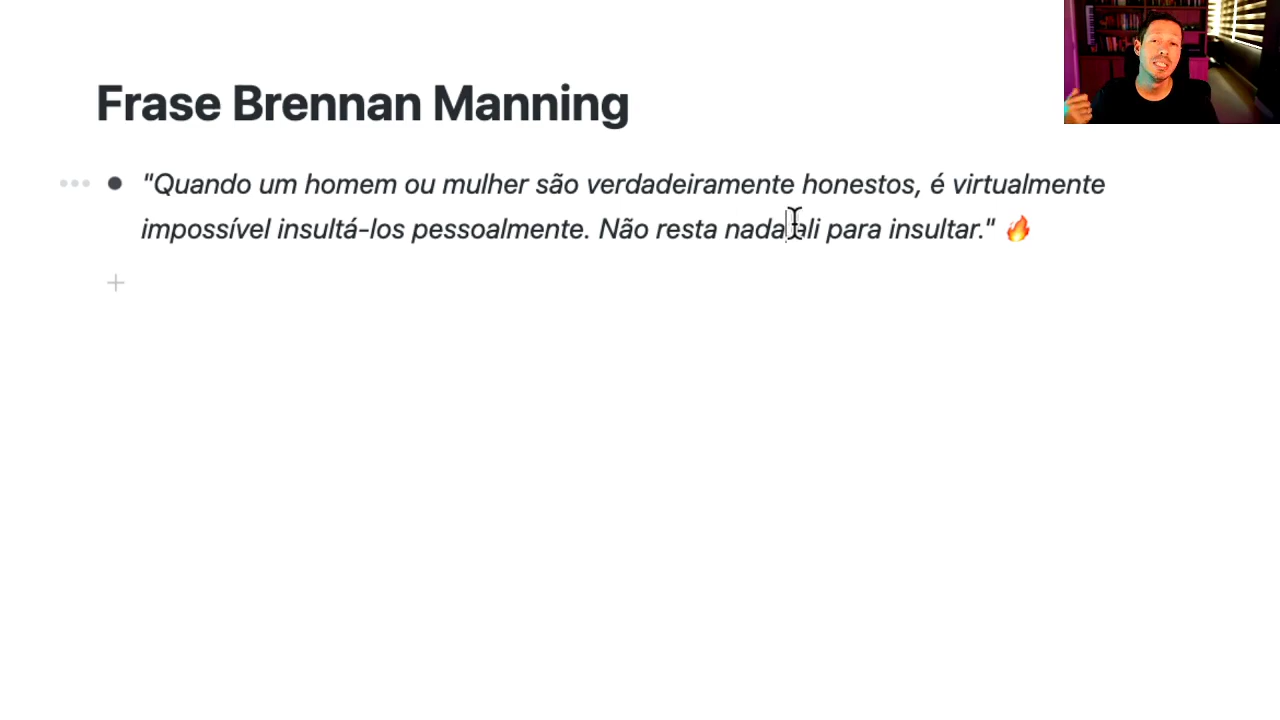 Frase Brennan Manning
"Quando um homem ou mulher são verdadeiramente honestos, é virtualmente
impossível insultá-los pessoalmente. Não resta nada ali para insultar." 🔥